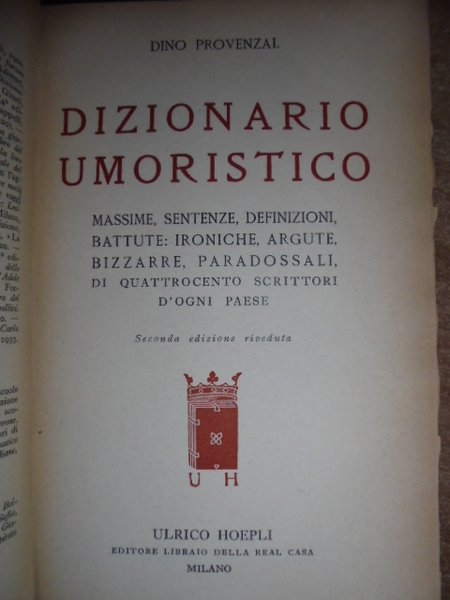 DINO PROVENZAL
DIZIONARIO
UMORISTICO
MASSIME, SENTENZE, DEFINIZIONI,
BATTUTE: IRONICHE, ARGUTE,
BIZZARRE, PARADOSSALI,
DI QUATTROCENTO SCRITTORI
D'OGNI PAESE
Seconda edizione riveduta
U H
ULRICO HOEPLI
EDITORE LIBRAIO DELLA REAL CASA
MILANO